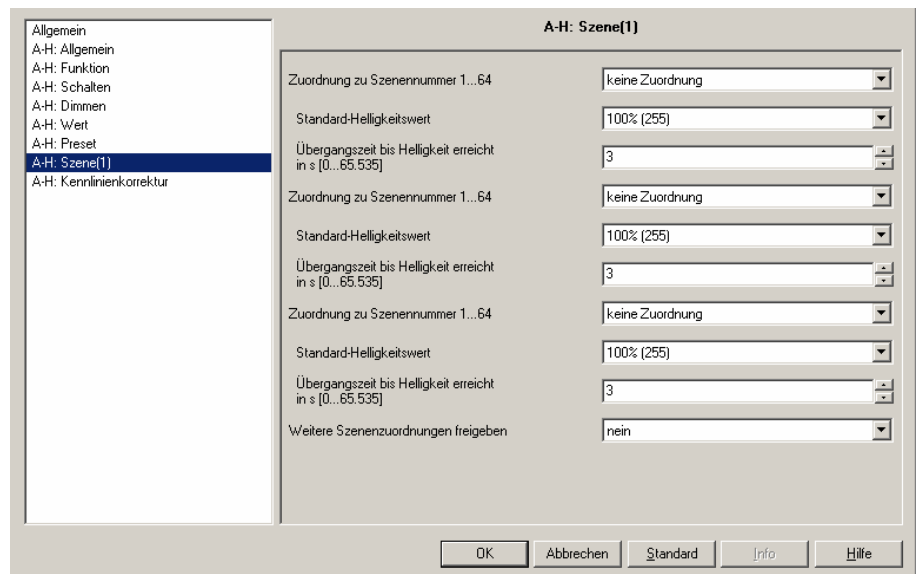 Allgemein
A-H: Allgemein
A-H: Funktion
A-H: Schalten
A-H: Dimmen
A-H: Wert
A-H: Preset
A-H: Szene(1)
A-H: Kennlinienkorrektur
A-H: Szene(1)
Zuordnung zu Szenennummer 1...64 keine Zuordnung
Standard-Helligkeitswert 100% (255)
Übergangszeit bis Helligkeit erreicht
in s [0...65.535] 3
Zuordnung zu Szenennummer 1...64 keine Zuordnung
Standard-Helligkeitswert 100% (255)
Übergangszeit bis Helligkeit erreicht
in s [0...65.535] 3
Zuordnung zu Szenennummer 1...64 keine Zuordnung
Standard-Helligkeitswert 100% (255)
Übergangszeit bis Helligkeit erreicht
in s [0...65.535] 3
Weitere Szenenzuordnungen freigeben nein
OK Abbrechen Standard Info Hilfe